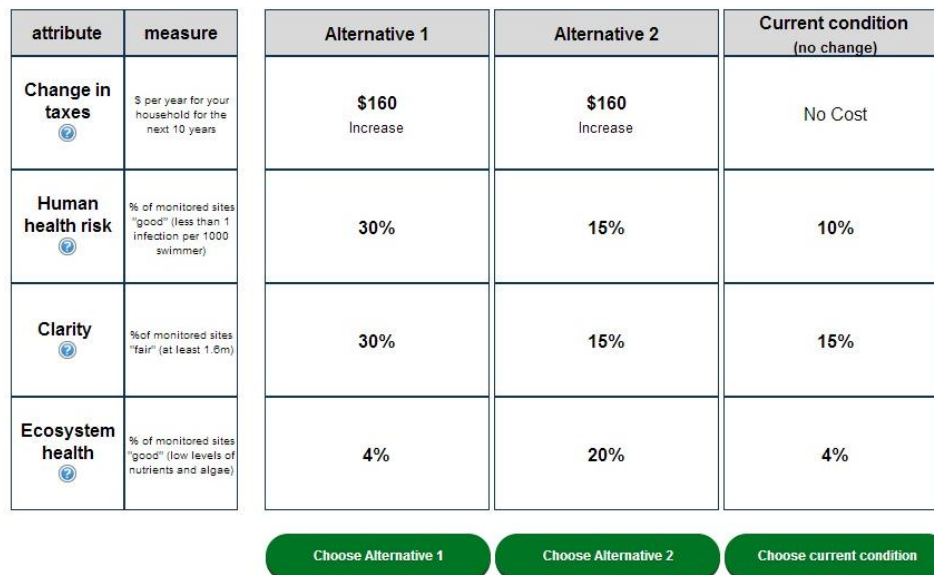 attribute
measure
Alternative 1
Alternative 2
Current condition
(no change)
Change in
taxes
?
$ per year for your
household for the
next 10 years
$160
Increase
$160
Increase
No Cost
Human
health risk
?
% of monitored sites
"good" (less than 1
infection per 1000
swimmer)
30%
15%
10%
Clarity
?
%of monitored sites
"fair" (at least 1.6m)
30%
15%
15%
Ecosystem
health
?
% of monitored sites
"good" (low levels of
nutrients and algae)
4%
20%
4%
Choose Alternative 1
Choose Alternative 2
Choose current condition